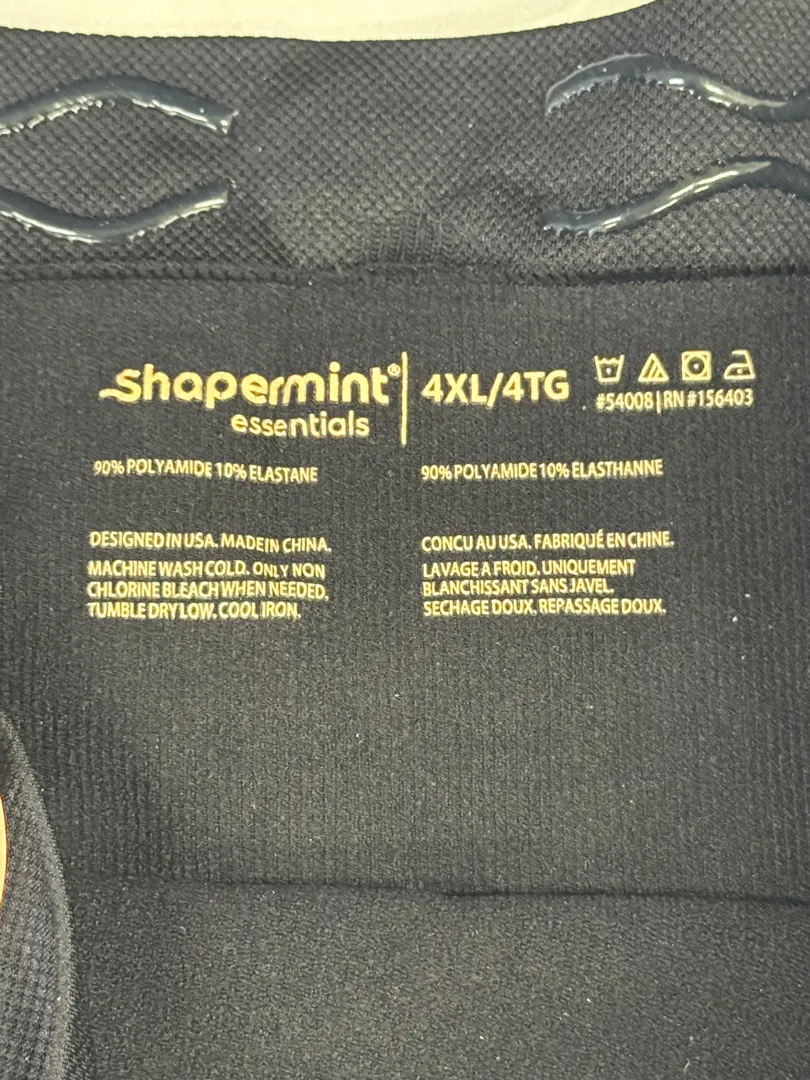 shapermint®
essentials
4XL/4TG
#54008 | RN #156403
90% POLYAMIDE 10% ELASTANE
DESIGNED IN USA. MADE IN CHINA.
MACHINE WASH COLD. ONLY NON
CHLORINE BLEACH WHEN NEEDED.
TUMBLE DRY LOW. COOL IRON.
90% POLYAMIDE 10% ELASTHANNE
CONCU AU USA. FABRIQUÉ EN CHINE.
LAVAGE A FROID. UNIQUEMENT
BLANCHISSANT SANS JAVEL.
SECHAGE DOUX. REPASSAGE DOUX.